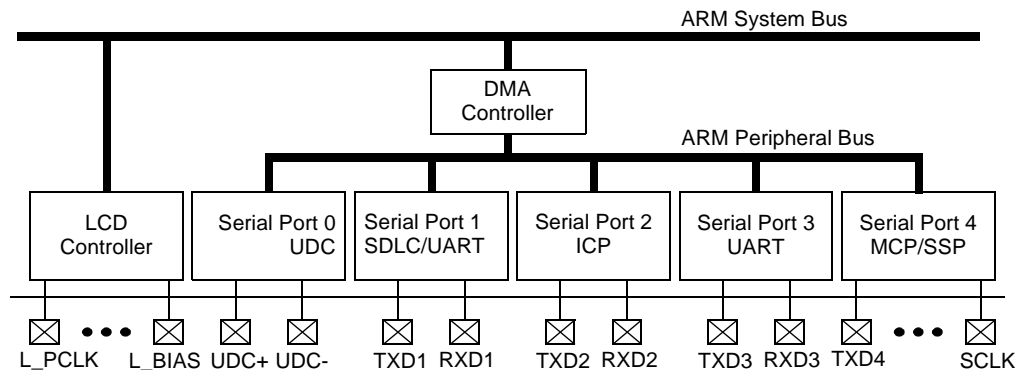 ARM System Bus
DMA
Controller
ARM Peripheral Bus
LCD
Controller
Serial Port 0
UDC
Serial Port 1
SDLC/UART
Serial Port 2
ICP
Serial Port 3
UART
Serial Port 4
MCP/SSP
L_PCLK
L_BIAS
UDC+
UDC-
TXD1
RXD1
TXD2
RXD2
TXD3
RXD3
TXD4
SCLK